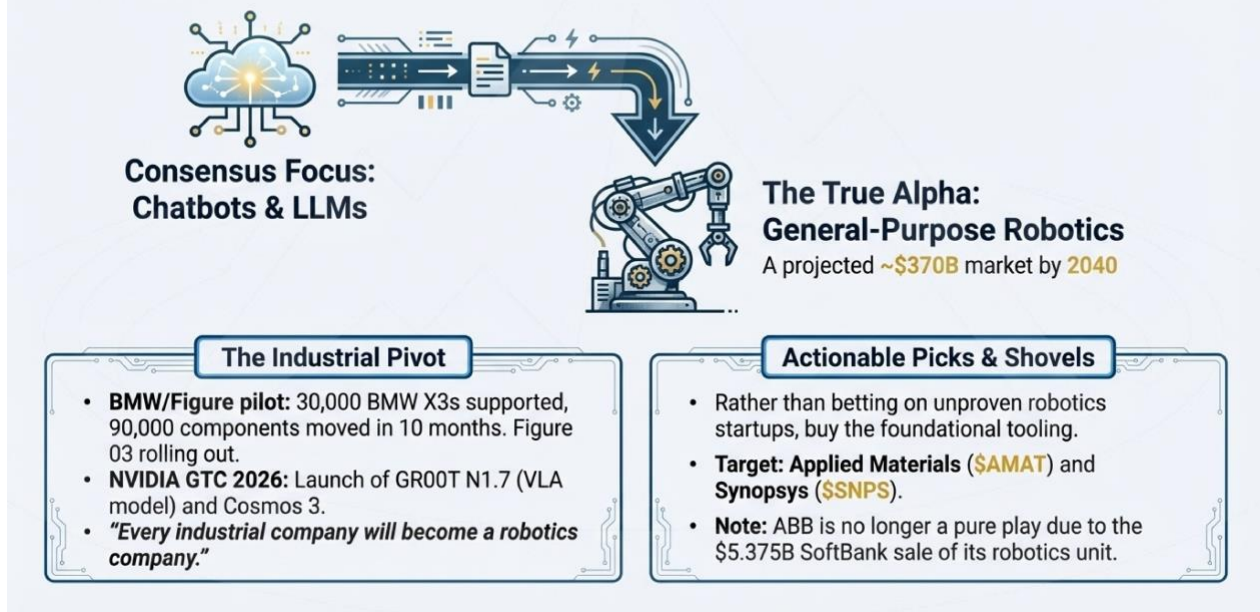 Consensus Focus:
Chatbots & LLMs
The True Alpha:
General-Purpose Robotics
A projected ~$370B market by 2040
The Industrial Pivot
• BMW/Figure pilot: 30,000 BMW X3s supported,
90,000 components moved in 10 months. Figure
03 rolling out.
• NVIDIA GTC 2026: Launch of GR00T N1.7 (VLA
model) and Cosmos 3.
• “Every industrial company will become a robotics
company.”
Actionable Picks & Shovels
• Rather than betting on unproven robotics
startups, buy the foundational tooling.
• Target: Applied Materials ($AMAT) and
Synopsys ($SNPS).
• Note: ABB is no longer a pure play due to the
$5.375B SoftBank sale of its robotics unit.